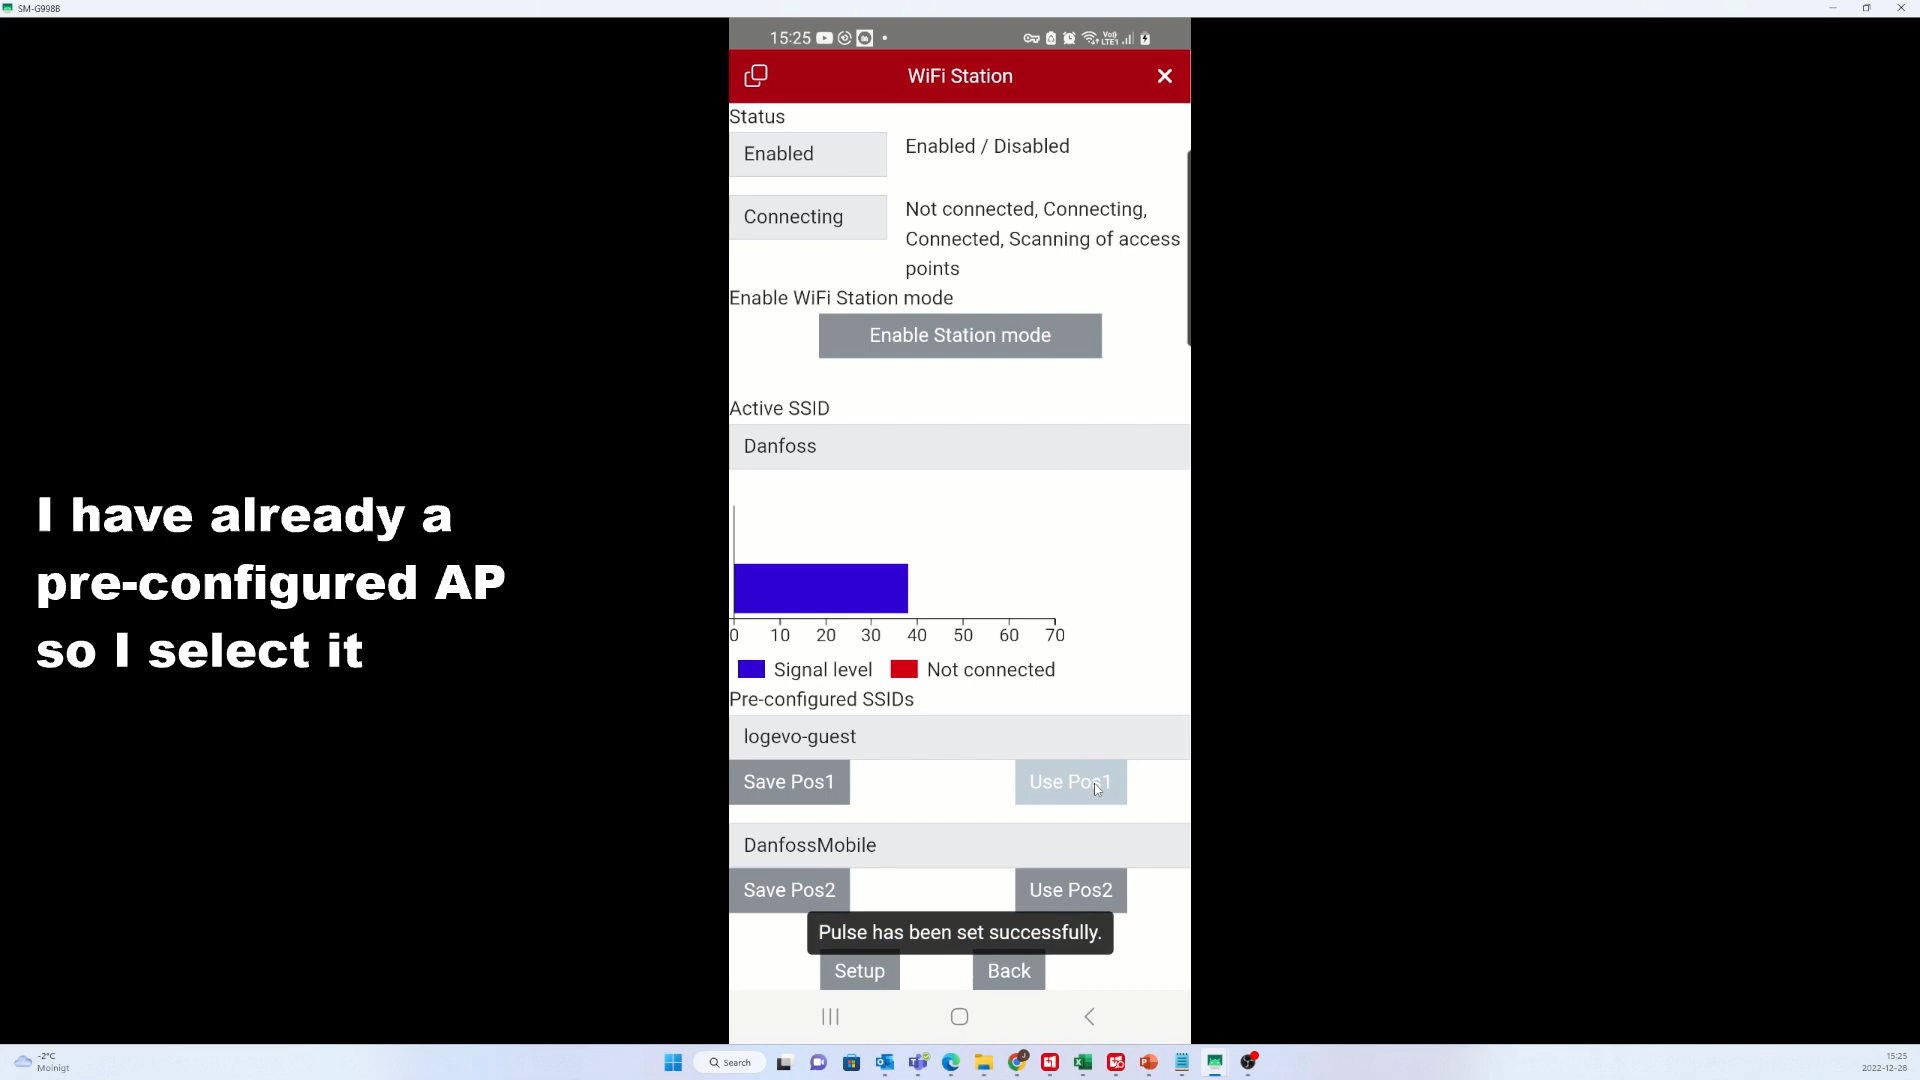 SM-G998B
15:25
Vo))
LTE1
WiFi Station
Status
Enabled
Enabled / Disabled
Connecting
Not connected, Connecting,
Connected, Scanning of access
points
Enable WiFi Station mode
Enable Station mode
Active SSID
Danfoss
0 10 20 30 40 50 60 70
Signal level Not connected
Pre-configured SSIDs
logevo-guest
Save Pos1 Use Pos1
DanfossMobile
Save Pos2 Use Pos2
Pulse has been set successfully.
Setup Back
I have already a
pre-configured AP
so I select it
-2°C
Molnigt
Search
15:25
2022-12-28